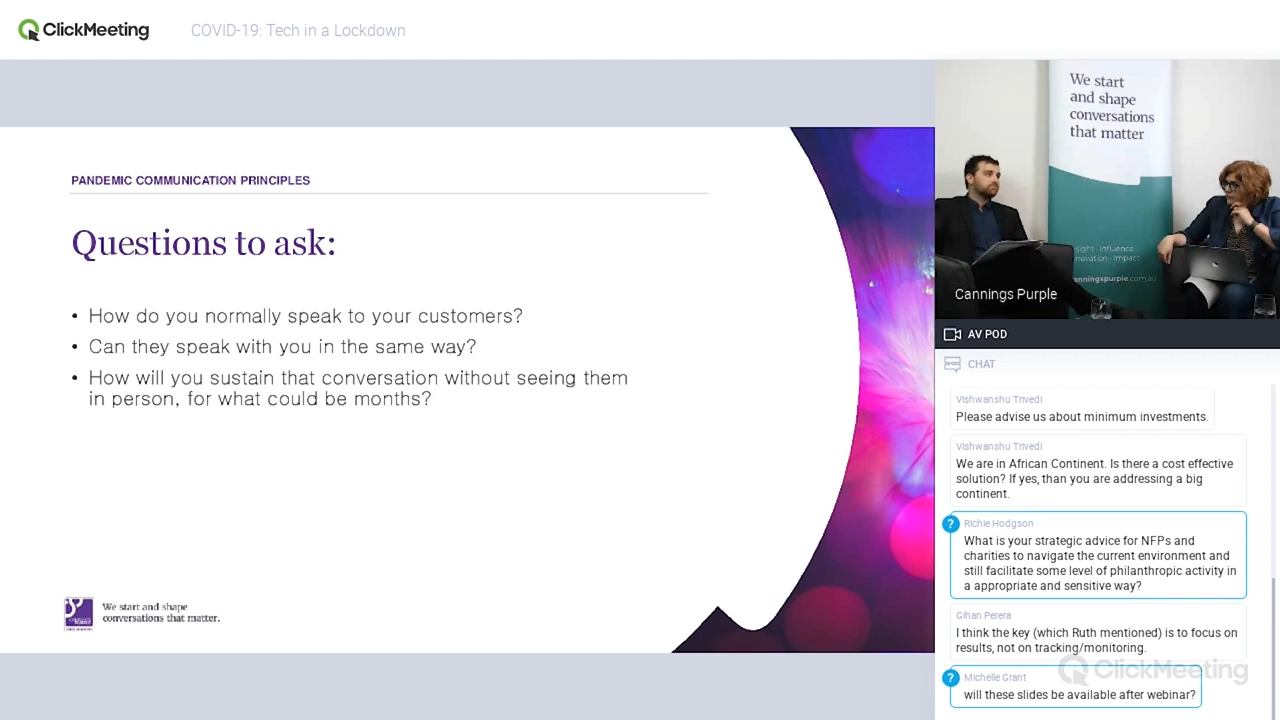 ClickMeeting
COVID-19: Tech in a Lockdown
PANDEMIC COMMUNICATION PRINCIPLES
Questions to ask:
• How do you normally speak to your customers?
• Can they speak with you in the same way?
• How will you sustain that conversation without seeing them
in person, for what could be months?
We start and shape
conversations that matter.
We start
and shape
conversations
that matter
Influence
Impact
Cannings Purple
AV POD
CHAT
Vishwanshu Trivedi
Please advise us about minimum investments.
Vishwanshu Trivedi
We are in African Continent. Is there a cost effective
solution? If yes, than you are addressing a big
continent.
?
Richie Hodgson
What is your strategic advice for NFPs and
charities to navigate the current environment and
still facilitate some level of philanthropic activity in
a appropriate and sensitive way?
Gihan Perera
I think the key (which Ruth mentioned) is to focus on
results, not on tracking/monitoring.
ClickMeeting
?
Michelle Grant
will these slides be available after webinar?